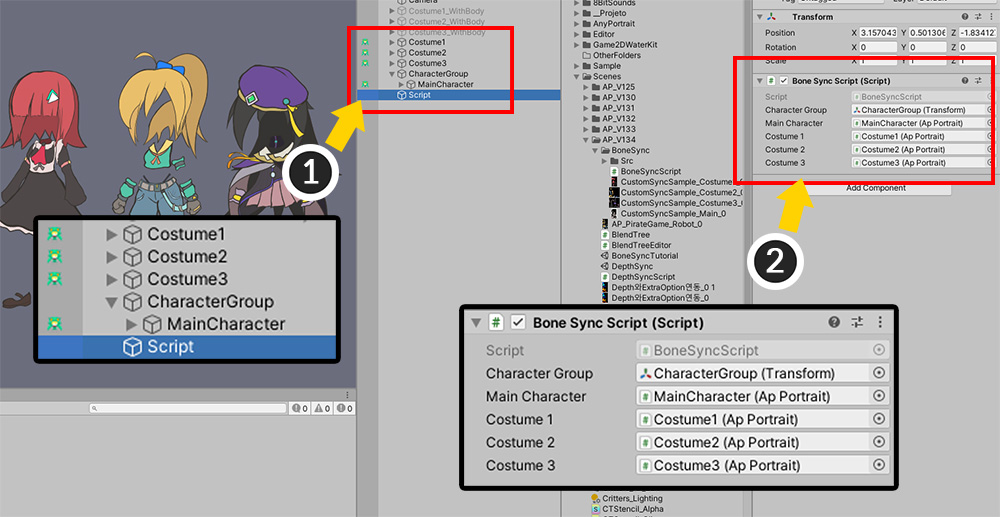 Costume1_WithBody
Costume2_WithBody
Costume3_WithBody
Costume1
Costume2
Costume3
CharacterGroup
MainCharacter
Script
1
Costume1
Costume2
Costume3
CharacterGroup
MainCharacter
Script
0
0
0
8BitSounds
__Projeto
AnyPortrait
Editor
Game2DWaterKit
OtherFolders
Sample
Scenes
AP_V125
AP_V130
AP_V131
AP_V132
AP_V133
AP_V134
BoneSync
Src
BoneSyncScript
CustomSyncSample_Costume
CustomSyncSample_Costume2_0
CustomSyncSample_Costume3_
CustomSyncSample_Main_0
AP_PirateGame_Robot_0
BlendTree
BlendTreeEditor
BoneSyncTutorial
DepthSync
DepthSyncScript
Depth와ExtraOption연동_0 1
Depth와ExtraOption연동_0
Critters_Lighting
CTStencil_Alpha
Transform
Position X 3.157043 Y 0.501306 Z -1.83412
Rotation X 0 Y 0 Z 0
Scale X 1 Y 1 Z 1
Bone Sync Script (Script)
Script BoneSyncScript
Character Group CharacterGroup (Transform)
Main Character MainCharacter (Ap Portrait)
Costume 1 Costume1 (Ap Portrait)
Costume 2 Costume2 (Ap Portrait)
Costume 3 Costume3 (Ap Portrait)
Add Component
2
Bone Sync Script (Script)
Script BoneSyncScript
Character Group CharacterGroup (Transform)
Main Character MainCharacter (Ap Portrait)
Costume 1 Costume1 (Ap Portrait)
Costume 2 Costume2 (Ap Portrait)
Costume 3 Costume3 (Ap Portrait)